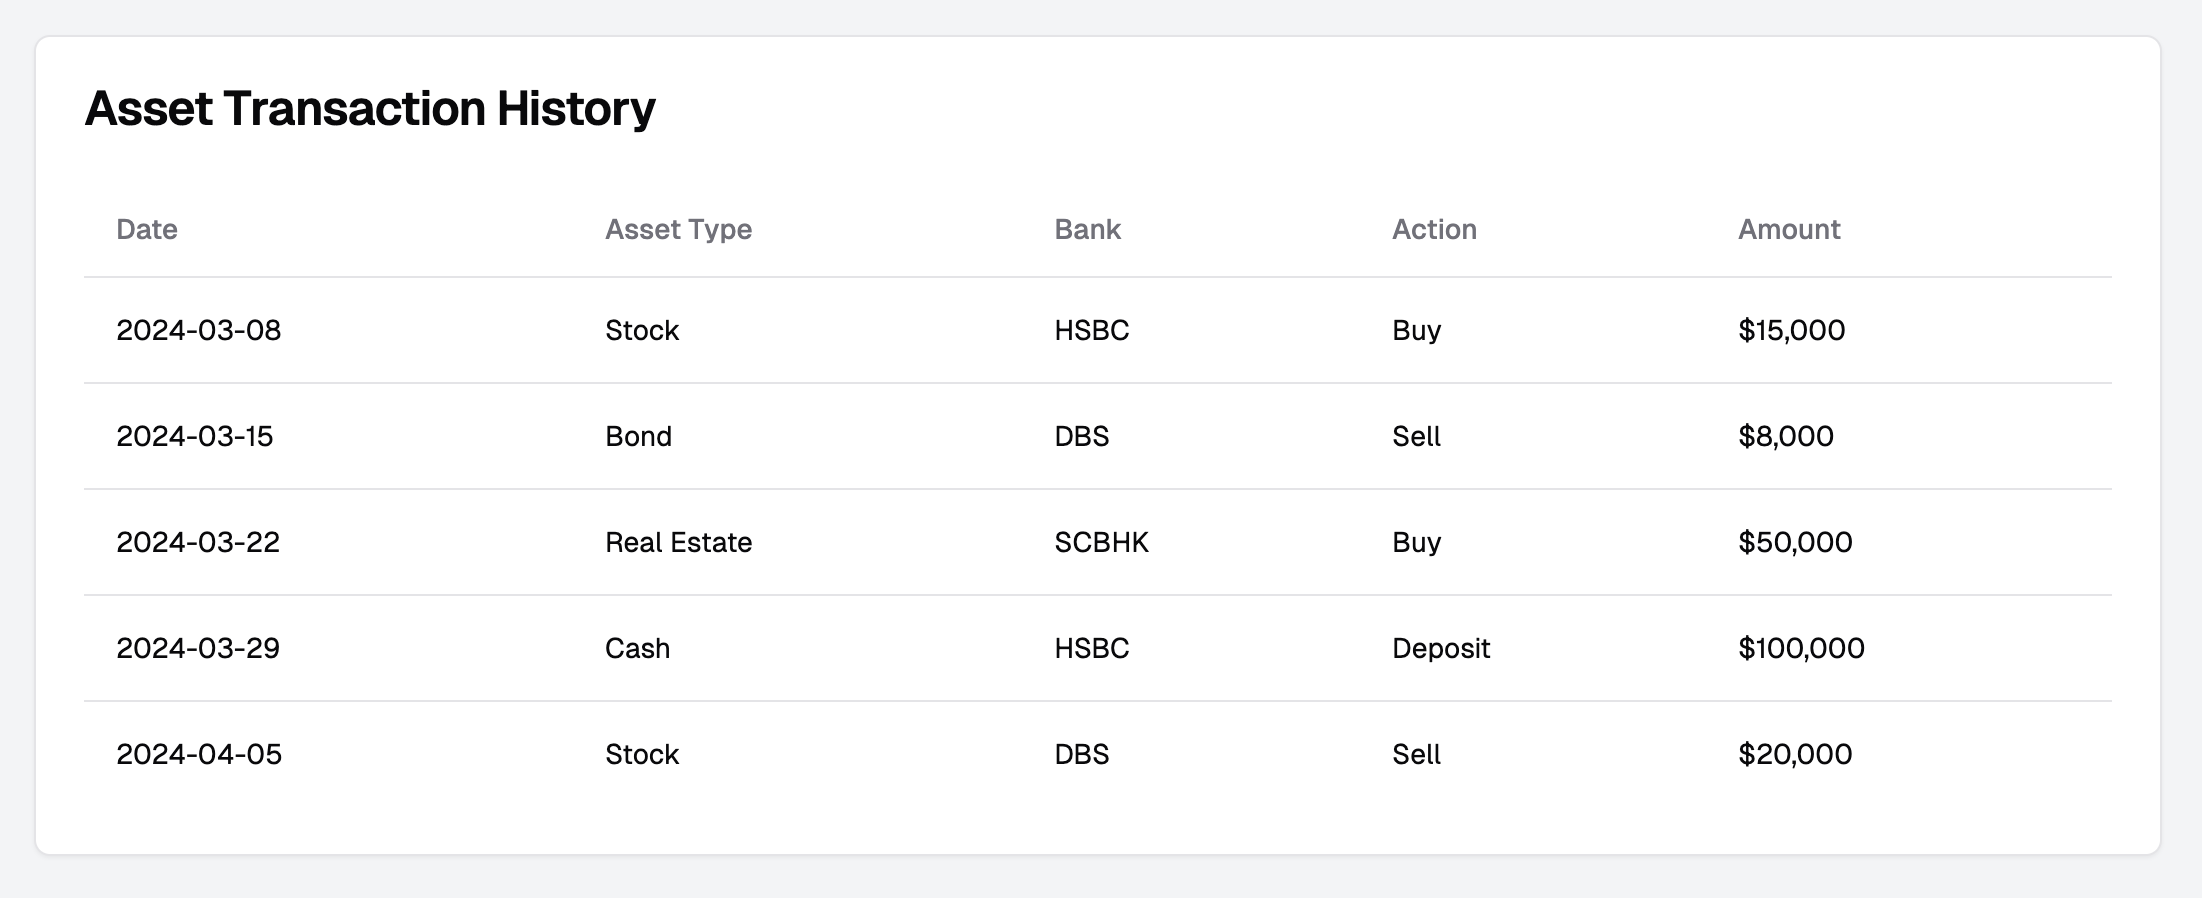 Asset Transaction History
Date Asset Type Bank Action Amount
2024-03-08 Stock HSBC Buy $15,000
2024-03-15 Bond DBS Sell $8,000
2024-03-22 Real Estate SCBHK Buy $50,000
2024-03-29 Cash HSBC Deposit $100,000
2024-04-05 Stock DBS Sell $20,000